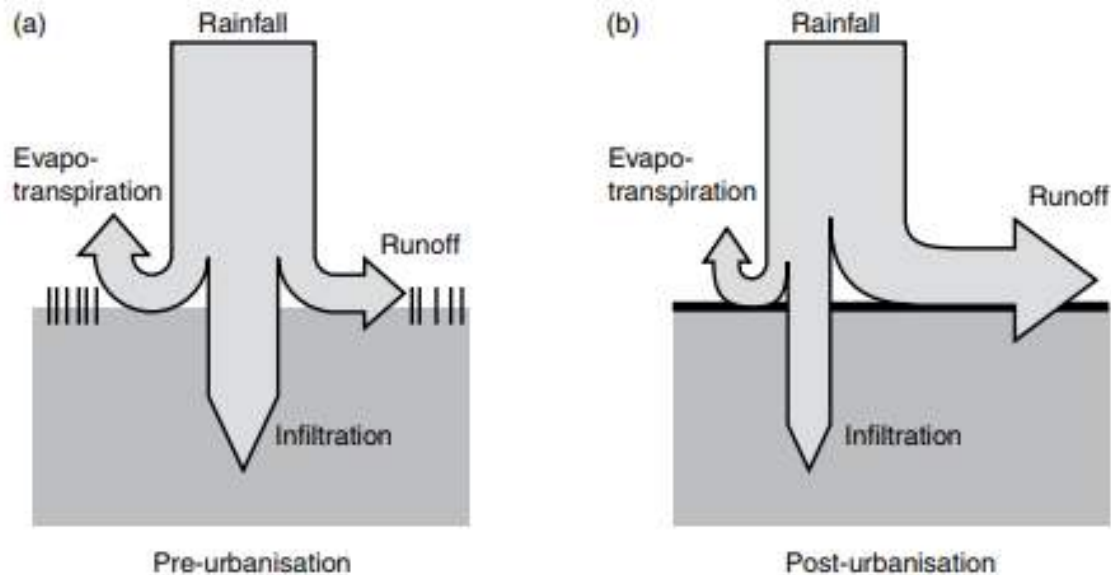 (a)
Rainfall
Evapo-
transpiration
Runoff
Infiltration
Pre-urbanisation
(b)
Rainfall
Evapo-
transpiration
Runoff
Infiltration
Post-urbanisation